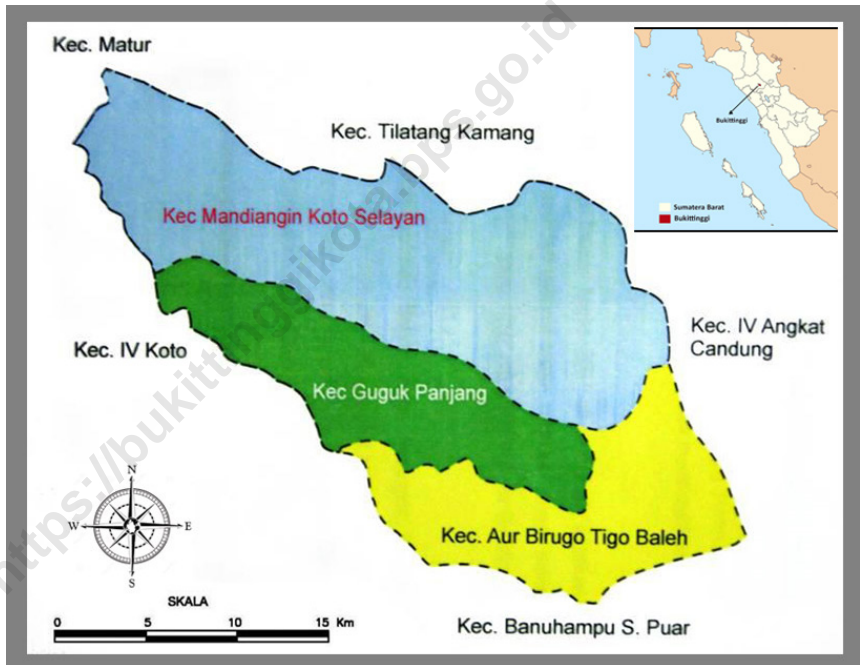 Kec. Matur
Kec. Tilatang Kamang
Kec Mandiangin Koto Selayan
Bukittinggi
Sumatera Barat
Bukittinggi
Kec. IV Angkat
Candung
Kec. IV Koto
Kec Guguk Panjang
Kec. Aur Birugo Tigo Baleh
Kec. Banuhampu S. Puar
N
W E
S
SKALA
0 5 10 15 Km
https://bukittinggikota.bps.go.id